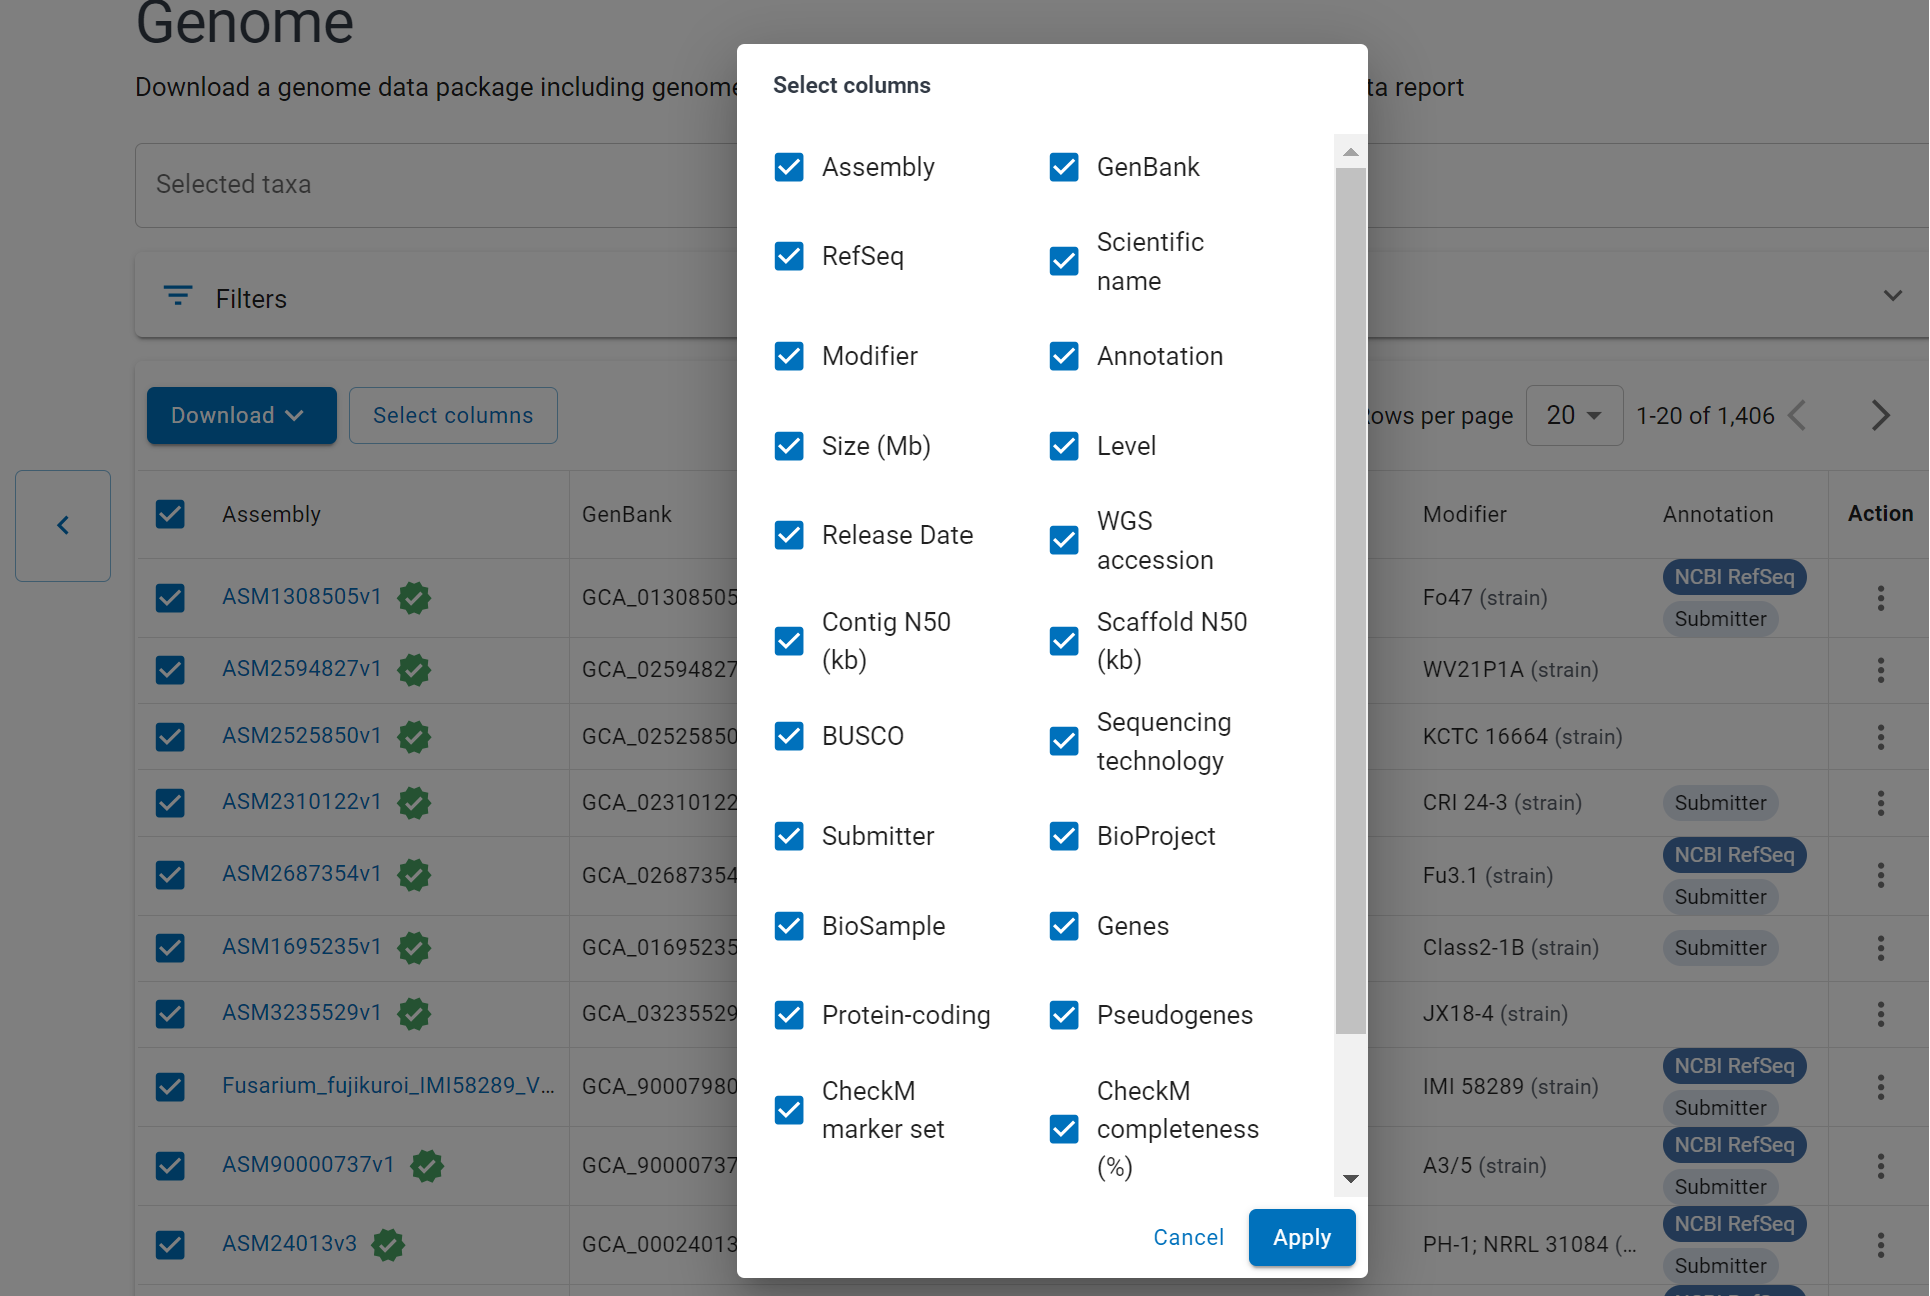 Genome
Download a genome data package including genome
ta report
Selected taxa
Filters
Download
Select columns
ows per page
20
1-20 of 1,406
Assembly
GenBank
Modifier
Annotation
Action
ASM1308505v1
GCA_01308505
Fo47 (strain)
NCBI RefSeq
Submitter
ASM2594827v1
GCA_02594827
WV21P1A (strain)
ASM2525850v1
GCA_02525850
KCTC 16664 (strain)
ASM2310122v1
GCA_02310122
CRI 24-3 (strain)
Submitter
ASM2687354v1
GCA_02687354
Fu3.1 (strain)
NCBI RefSeq
Submitter
ASM1695235v1
GCA_01695235
Class2-1B (strain)
Submitter
ASM3235529v1
GCA_03235529
JX18-4 (strain)
Fusarium_fujikuroi_IMI58289_V...
GCA_90007980
IMI 58289 (strain)
NCBI RefSeq
Submitter
ASM90000737v1
GCA_90000737
A3/5 (strain)
NCBI RefSeq
Submitter
ASM24013v3
GCA_00024013
PH-1; NRRL 31084 (...
NCBI RefSeq
Submitter
Select columns
Assembly
GenBank
RefSeq
Scientific
name
Modifier
Annotation
Size (Mb)
Level
Release Date
WGS
accession
Contig N50
(kb)
Scaffold N50
(kb)
BUSCO
Sequencing
technology
Submitter
BioProject
BioSample
Genes
Protein-coding
Pseudogenes
CheckM
marker set
CheckM
completeness
(%)
Cancel
Apply